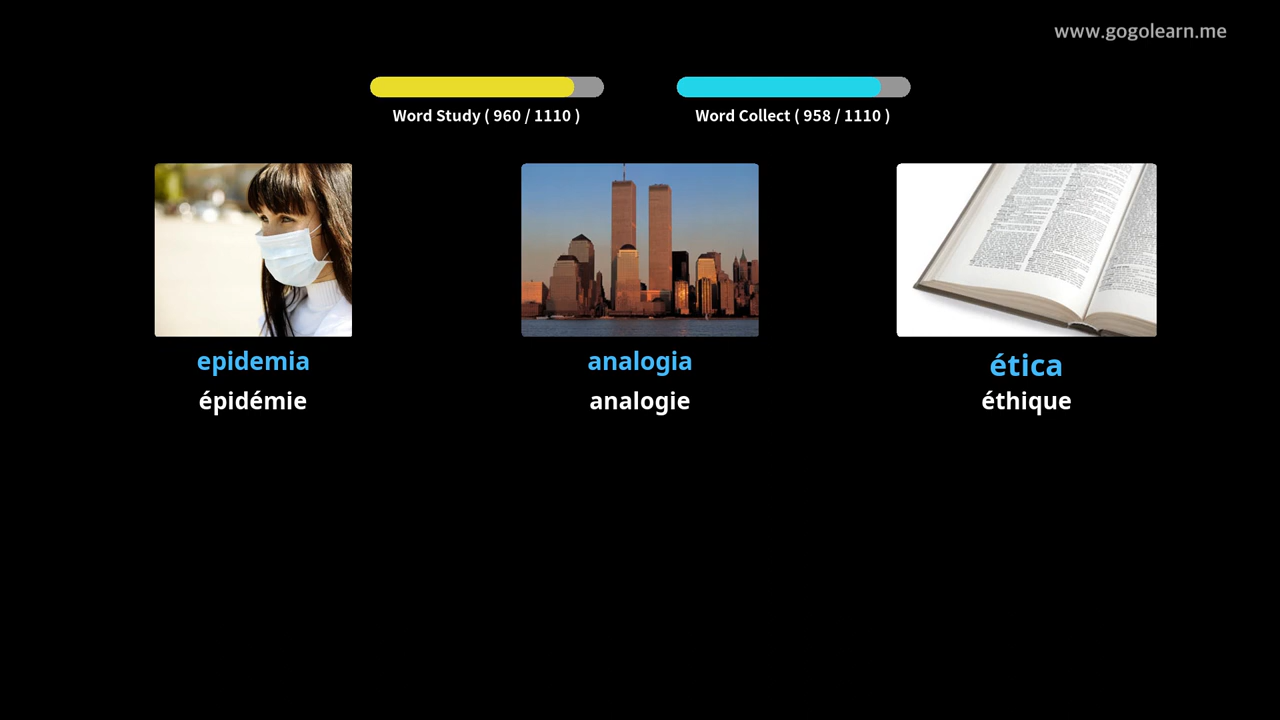 www.gogolearn.me
Word Study ( 960 / 1110 )
Word Collect ( 958 / 1110 )
epidemia
épidémie
analogia
analogie
ética
éthique